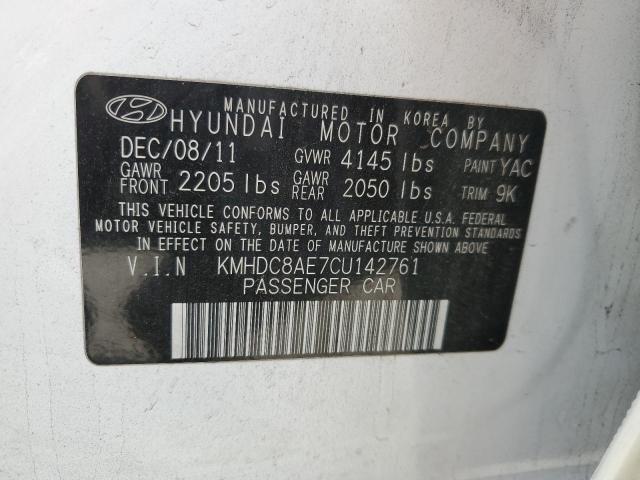 MANUFACTURED IN KOREA BY
HYUNDAI MOTOR COMPANY
DEC/08/11 GVWR 4145 lbs PAINT YAC
GAWR FRONT 2205 lbs GAWR REAR 2050 lbs TRIM 9K
THIS VEHICLE CONFORMS TO ALL APPLICABLE U.S.A. FEDERAL
MOTOR VEHICLE SAFETY, BUMPER, AND THEFT PREVENTION STANDARDS
IN EFFECT ON THE DATE OF MANUFACTURE SHOWN ABOVE.
V.I.N KMHDC8AE7CU142761
PASSENGER CAR